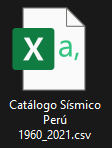 X a,
Catálogo Sísmico
Perú
1960_2021.csv